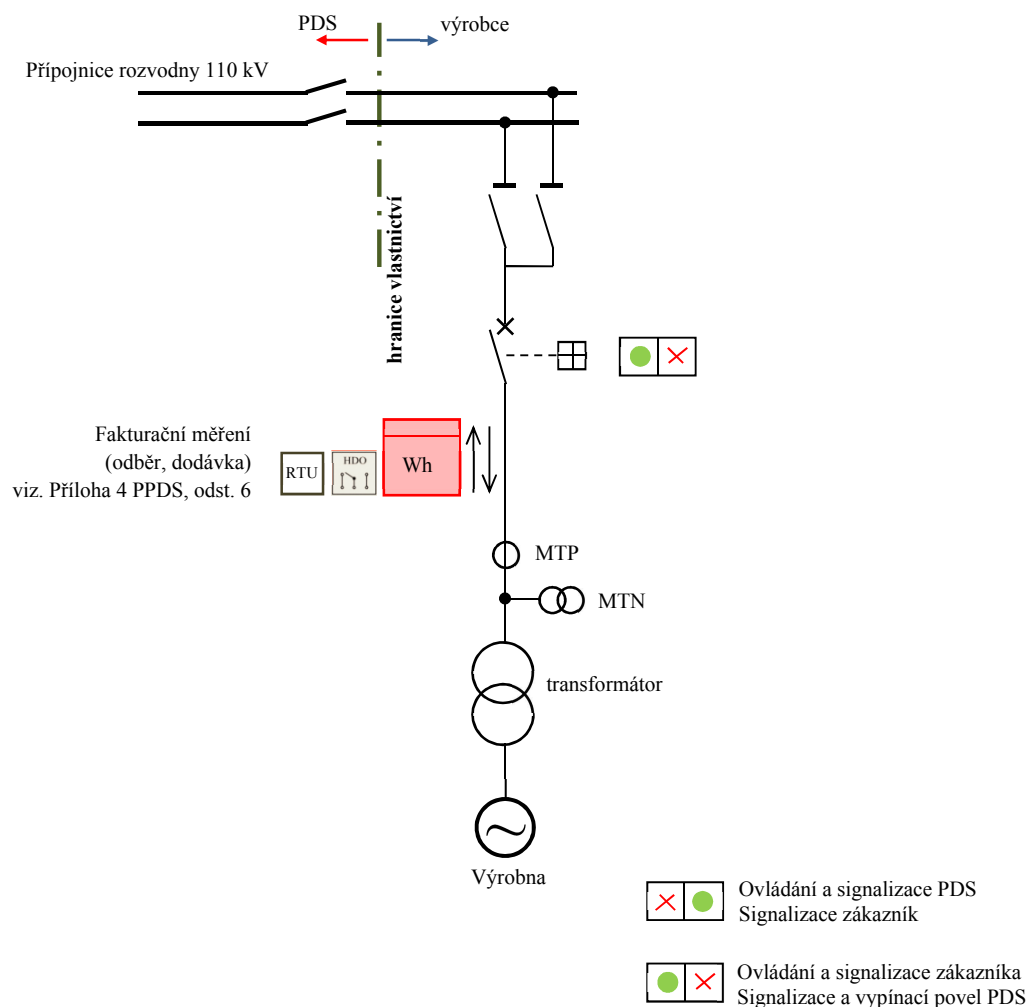 PDS
výrobce
Přípojnice rozvodny 110 kV
hranice vlastnictví
Fakturační měření
(odběr, dodávka)
viz. Příloha 4 PPDS, odst. 6
RTU
HDO
Wh
MTP
MTN
transformátor
Výrobna
Ovládání a signalizace PDS
Signalizace zákazník
Ovládání a signalizace zákazníka
Signalizace a vypínací povel PDS